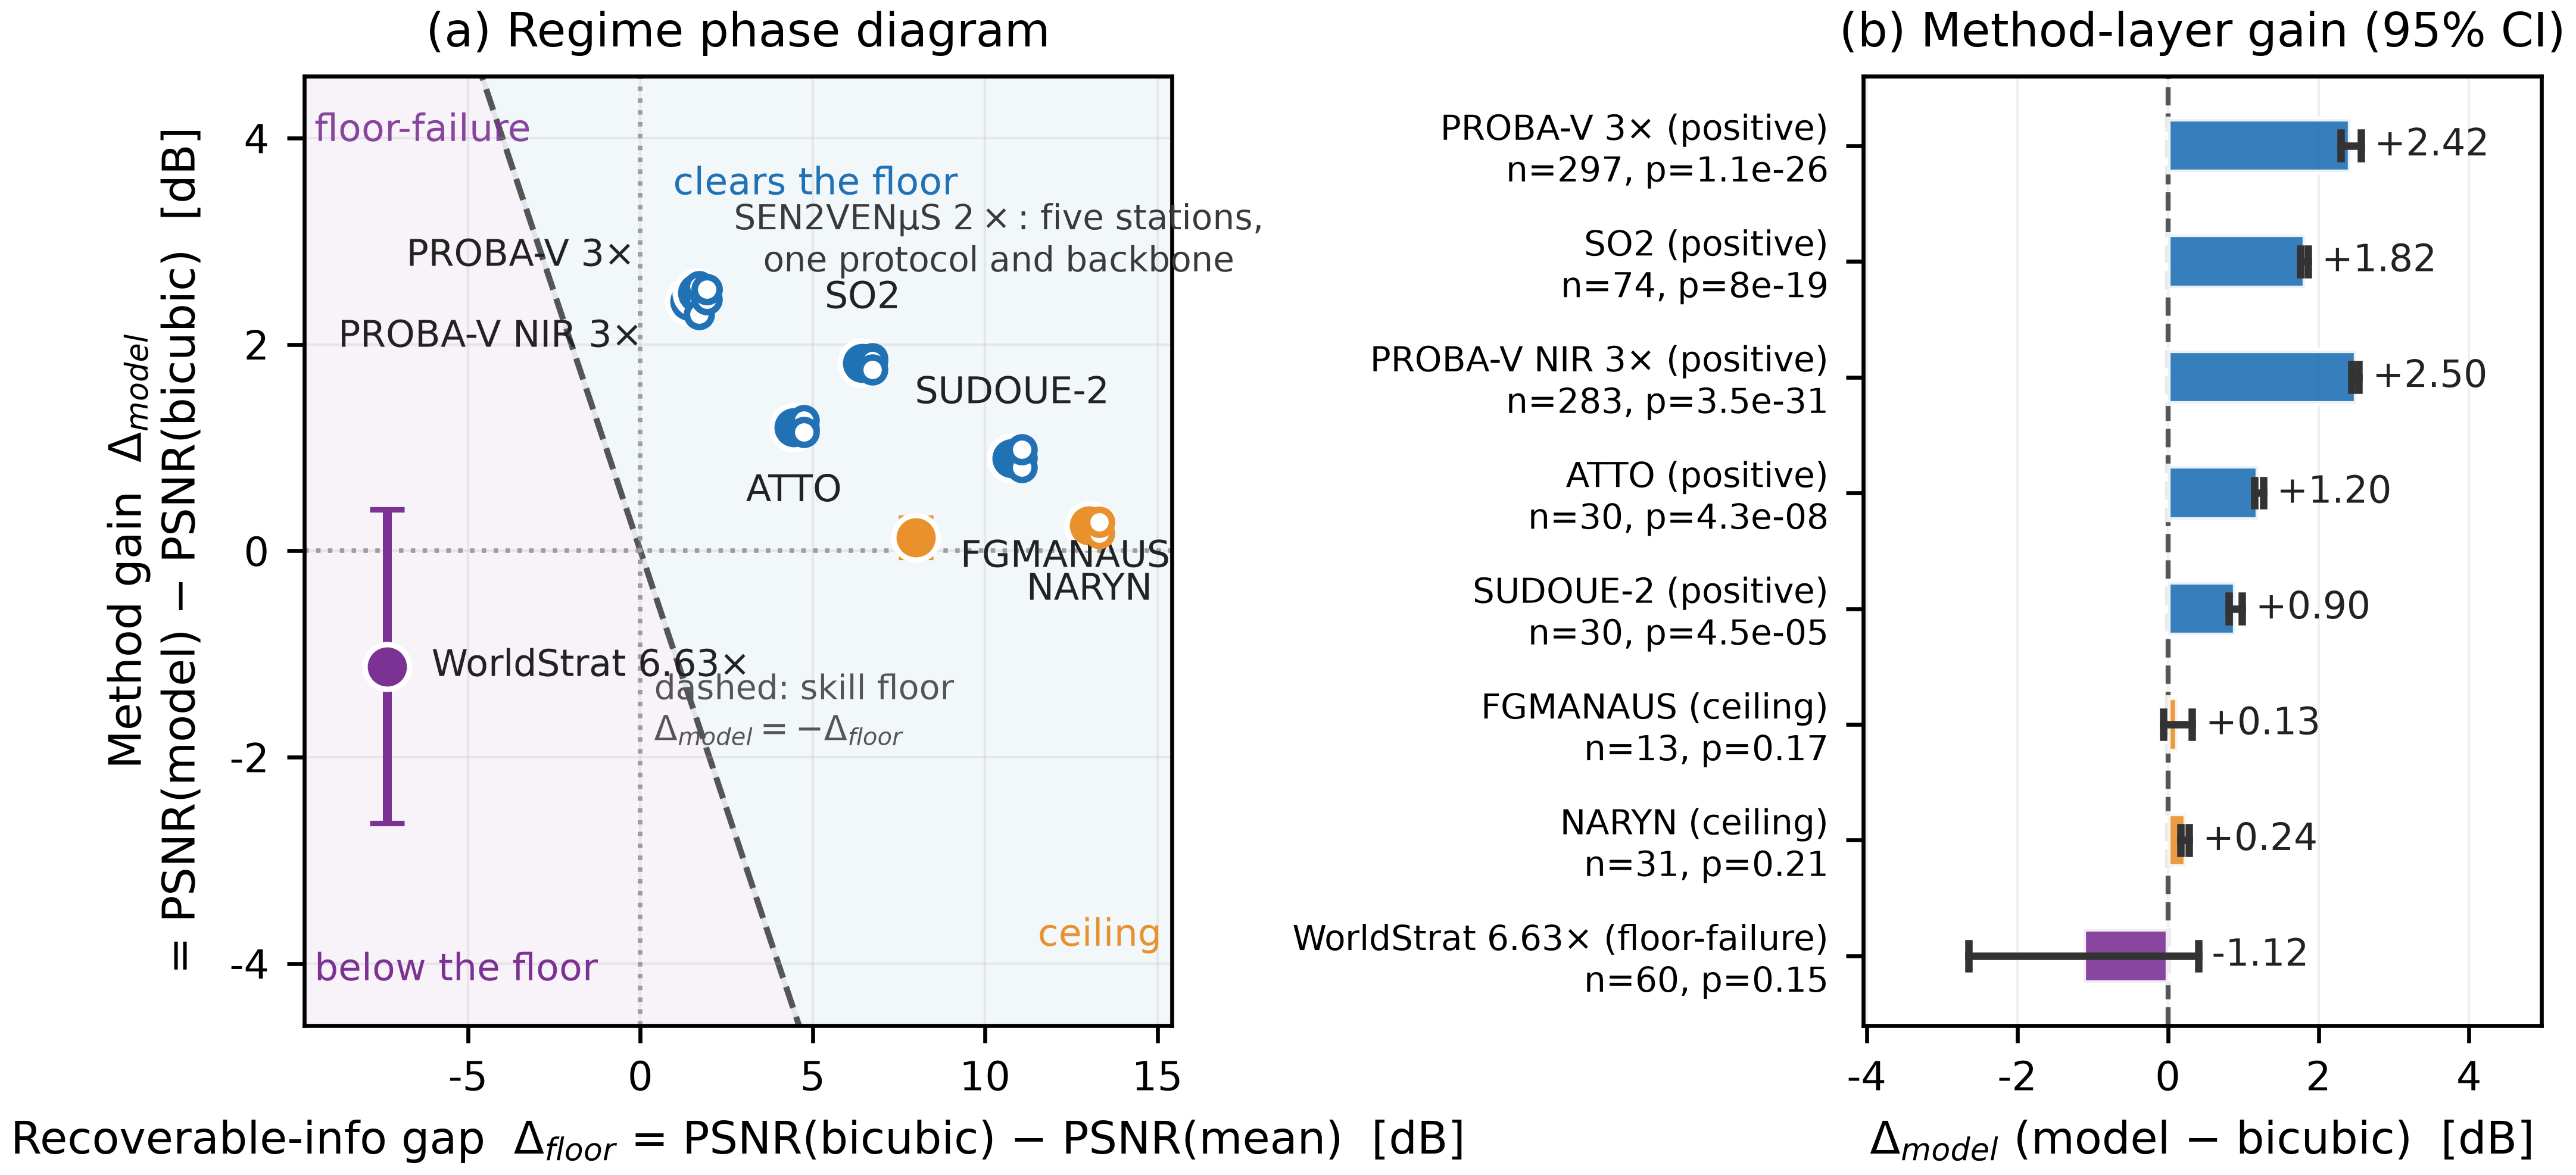 (a) Regime phase diagram
Method gain Δmodel
= PSNR(model) − PSNR(bicubic) [dB]
4
2
0
-2
-4
floor-failure
clears the floor
SEN2VENµS 2 × : five stations,
one protocol and backbone
PROBA-V 3×
SO2
PROBA-V NIR 3×
SUDOUE-2
ATTO
FGMANAUS
NARYN
WorldStrat 6.63×
dashed: skill floor
Δmodel = −Δfloor
ceiling
below the floor
-5
0
5
10
15
Recoverable-info gap Δfloor = PSNR(bicubic) − PSNR(mean) [dB]
(b) Method-layer gain (95% CI)
PROBA-V 3× (positive)
n=297, p=1.1e-26
+2.42
SO2 (positive)
n=74, p=8e-19
+1.82
PROBA-V NIR 3× (positive)
n=283, p=3.5e-31
+2.50
ATTO (positive)
n=30, p=4.3e-08
+1.20
SUDOUE-2 (positive)
n=30, p=4.5e-05
+0.90
FGMANAUS (ceiling)
n=13, p=0.17
+0.13
NARYN (ceiling)
n=31, p=0.21
+0.24
WorldStrat 6.63× (floor-failure)
n=60, p=0.15
-1.12
-4
-2
0
2
4
Δmodel (model − bicubic) [dB]